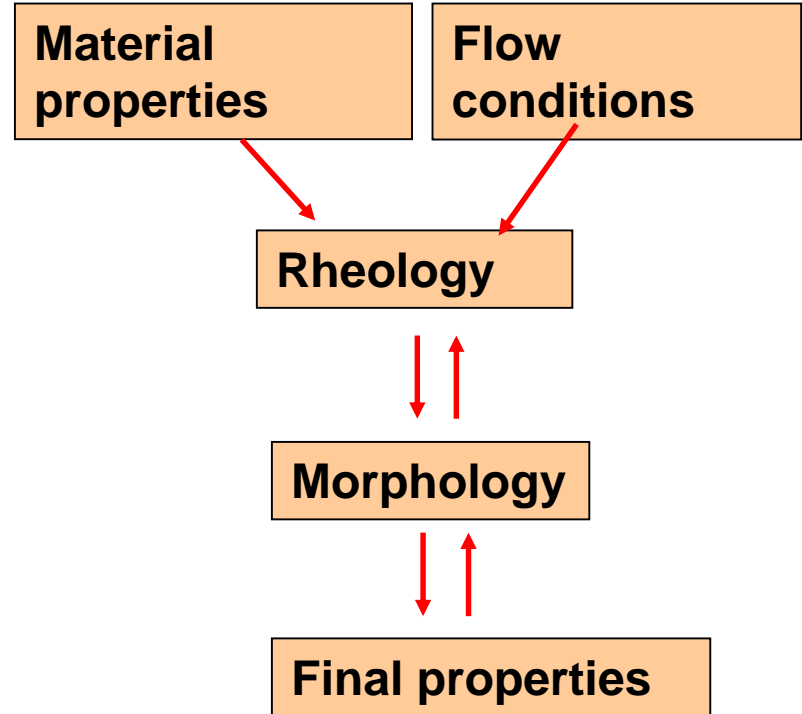 Material
properties
Flow
conditions
Rheology
Morphology
Final properties